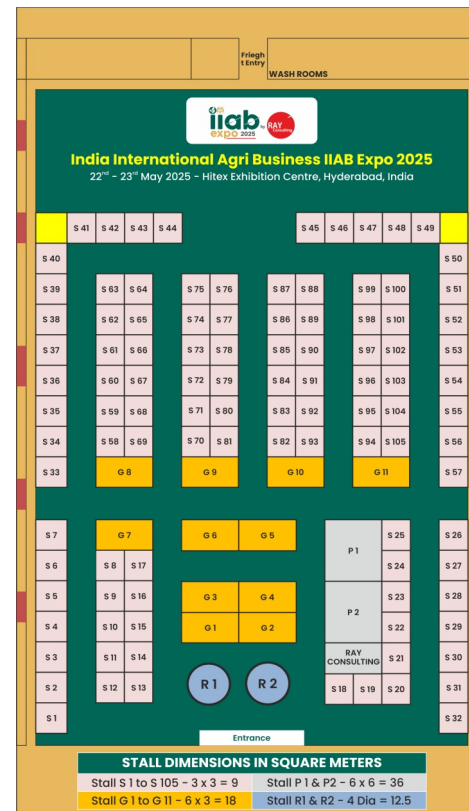 Friegh
t Entry
WASH ROOMS
iiab by RAY
expo 2025 Consulting
India International Agri Business IIAB Expo 2025
22nd - 23rd May 2025 - Hitex Exhibition Centre, Hyderabad, India
S 41 S 42 S 43 S 44 S 45 S 46 S 47 S 48 S 49
S 40 S 50
S 39 S 63 S 64 S 75 S 76 S 87 S 88 S 99 S 100 S 51
S 38 S 62 S 65 S 74 S 77 S 86 S 89 S 98 S 101 S 52
S 37 S 61 S 66 S 73 S 78 S 85 S 90 S 97 S 102 S 53
S 36 S 60 S 67 S 72 S 79 S 84 S 91 S 96 S 103 S 54
S 35 S 59 S 68 S 71 S 80 S 83 S 92 S 95 S 104 S 55
S 34 S 58 S 69 S 70 S 81 S 82 S 93 S 94 S 105 S 56
S 33 G 8 G 9 G 10 G 11 S 57
S 7 G 7 G 6 G 5 P 1 S 25 S 26
S 6 S 8 S 17 S 24 S 27
S 5 S 9 S 16 G 3 G 4 P 2 S 23 S 28
S 4 S 10 S 15 G 1 G 2 S 22 S 29
S 3 S 11 S 14 RAY CONSULTING S 21 S 30
S 2 S 12 S 13 R 1 R 2 S 18 S 19 S 20 S 31
S 1 S 32
Entrance
STALL DIMENSIONS IN SQUARE METERS
Stall S 1 to S 105 - 3 x 3 = 9 Stall P 1 & P2 - 6 x 6 = 36
Stall G 1 to G 11 - 6 x 3 = 18 Stall R1 & R2 - 4 Dia = 12.5